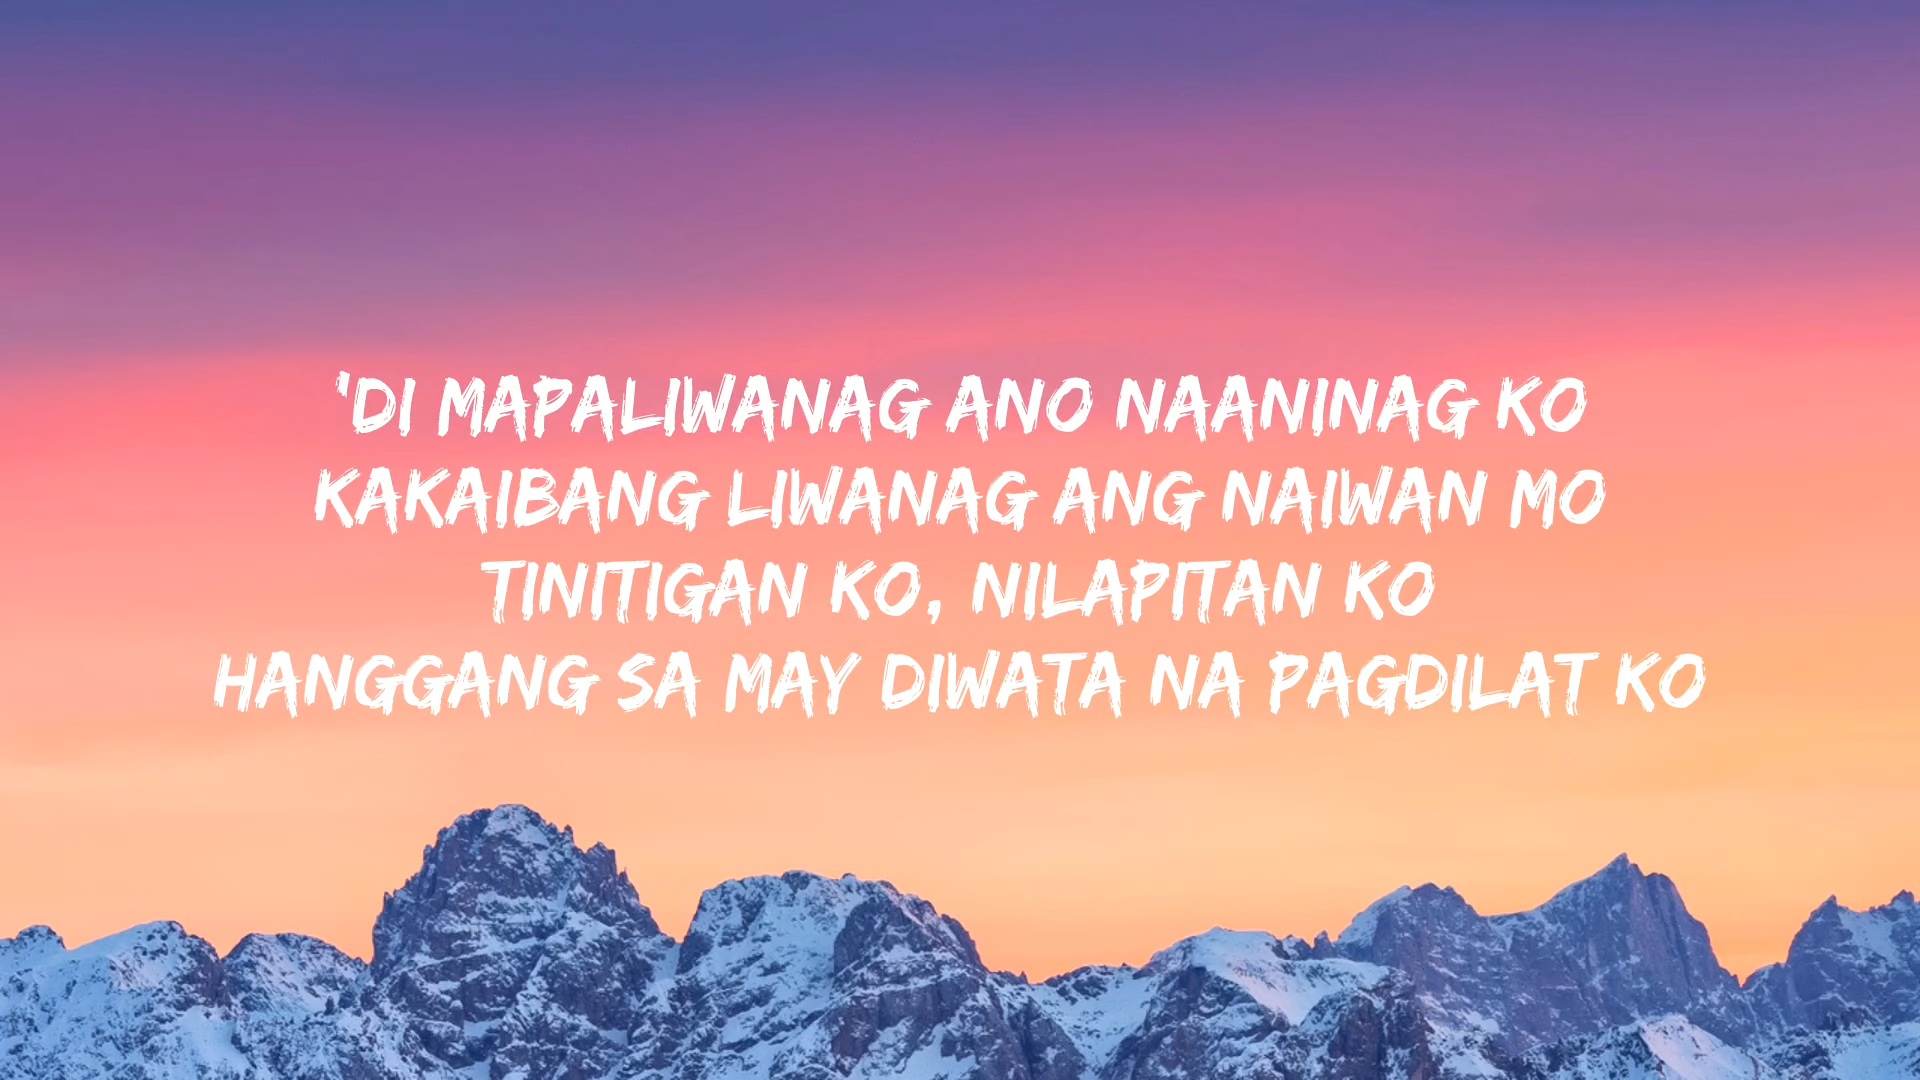 'DI MAPALIWANAG ANO NAANINAG KO
KAKAIBANG LIWANAG ANG NAIWAN MO
TINITIGAN KO, NILAPITAN KO
HANGGANG SA MAY DIWATA NA PAGDILAT KO